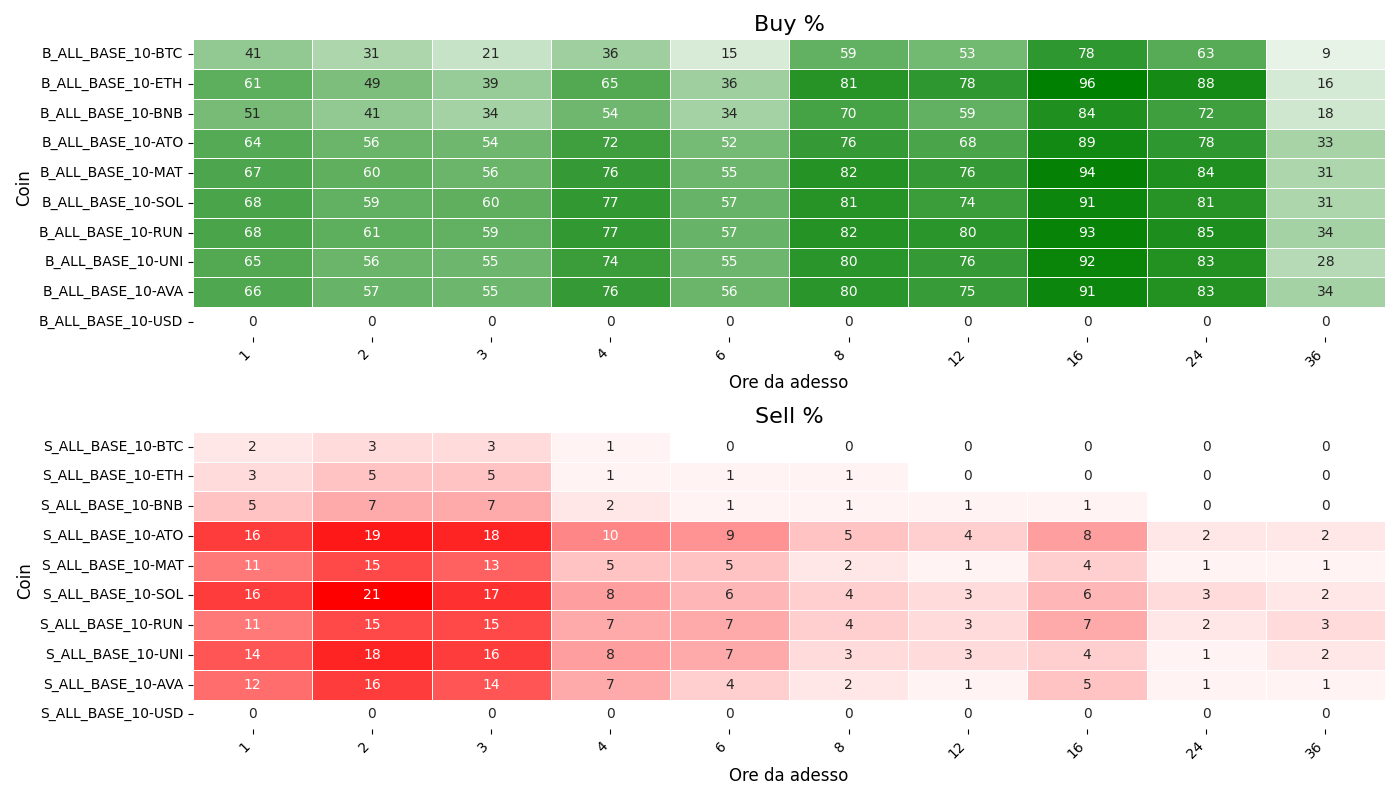 Buy %
B_ALL_BASE_10-BTC 41 31 21 36 15 59 53 78 63 9
B_ALL_BASE_10-ETH 61 49 39 65 36 81 78 96 88 16
B_ALL_BASE_10-BNB 51 41 34 54 34 70 59 84 72 18
B_ALL_BASE_10-ATO 64 56 54 72 52 76 68 89 78 33
B_ALL_BASE_10-MAT 67 60 56 76 55 82 76 94 84 31
B_ALL_BASE_10-SOL 68 59 60 77 57 81 74 91 81 31
B_ALL_BASE_10-RUN 68 61 59 77 57 82 80 93 85 34
B_ALL_BASE_10-UNI 65 56 55 74 55 80 76 92 83 28
B_ALL_BASE_10-AVA 66 57 55 76 56 80 75 91 83 34
B_ALL_BASE_10-USD 0 0 0 0 0 0 0 0 0 0
Coin
1 2 3 4 6 8 12 16 24 36
Ore da adesso
Sell %
S_ALL_BASE_10-BTC 2 3 3 1 0 0 0 0 0 0
S_ALL_BASE_10-ETH 3 5 5 1 1 1 0 0 0 0
S_ALL_BASE_10-BNB 5 7 7 2 1 1 1 1 0 0
S_ALL_BASE_10-ATO 16 19 18 10 9 5 4 8 2 2
S_ALL_BASE_10-MAT 11 15 13 5 5 2 1 4 1 1
S_ALL_BASE_10-SOL 16 21 17 8 6 4 3 6 3 2
S_ALL_BASE_10-RUN 11 15 15 7 7 4 3 7 2 3
S_ALL_BASE_10-UNI 14 18 16 8 7 3 3 4 1 2
S_ALL_BASE_10-AVA 12 16 14 7 4 2 1 5 1 1
S_ALL_BASE_10-USD 0 0 0 0 0 0 0 0 0 0
Coin
1 2 3 4 6 8 12 16 24 36
Ore da adesso